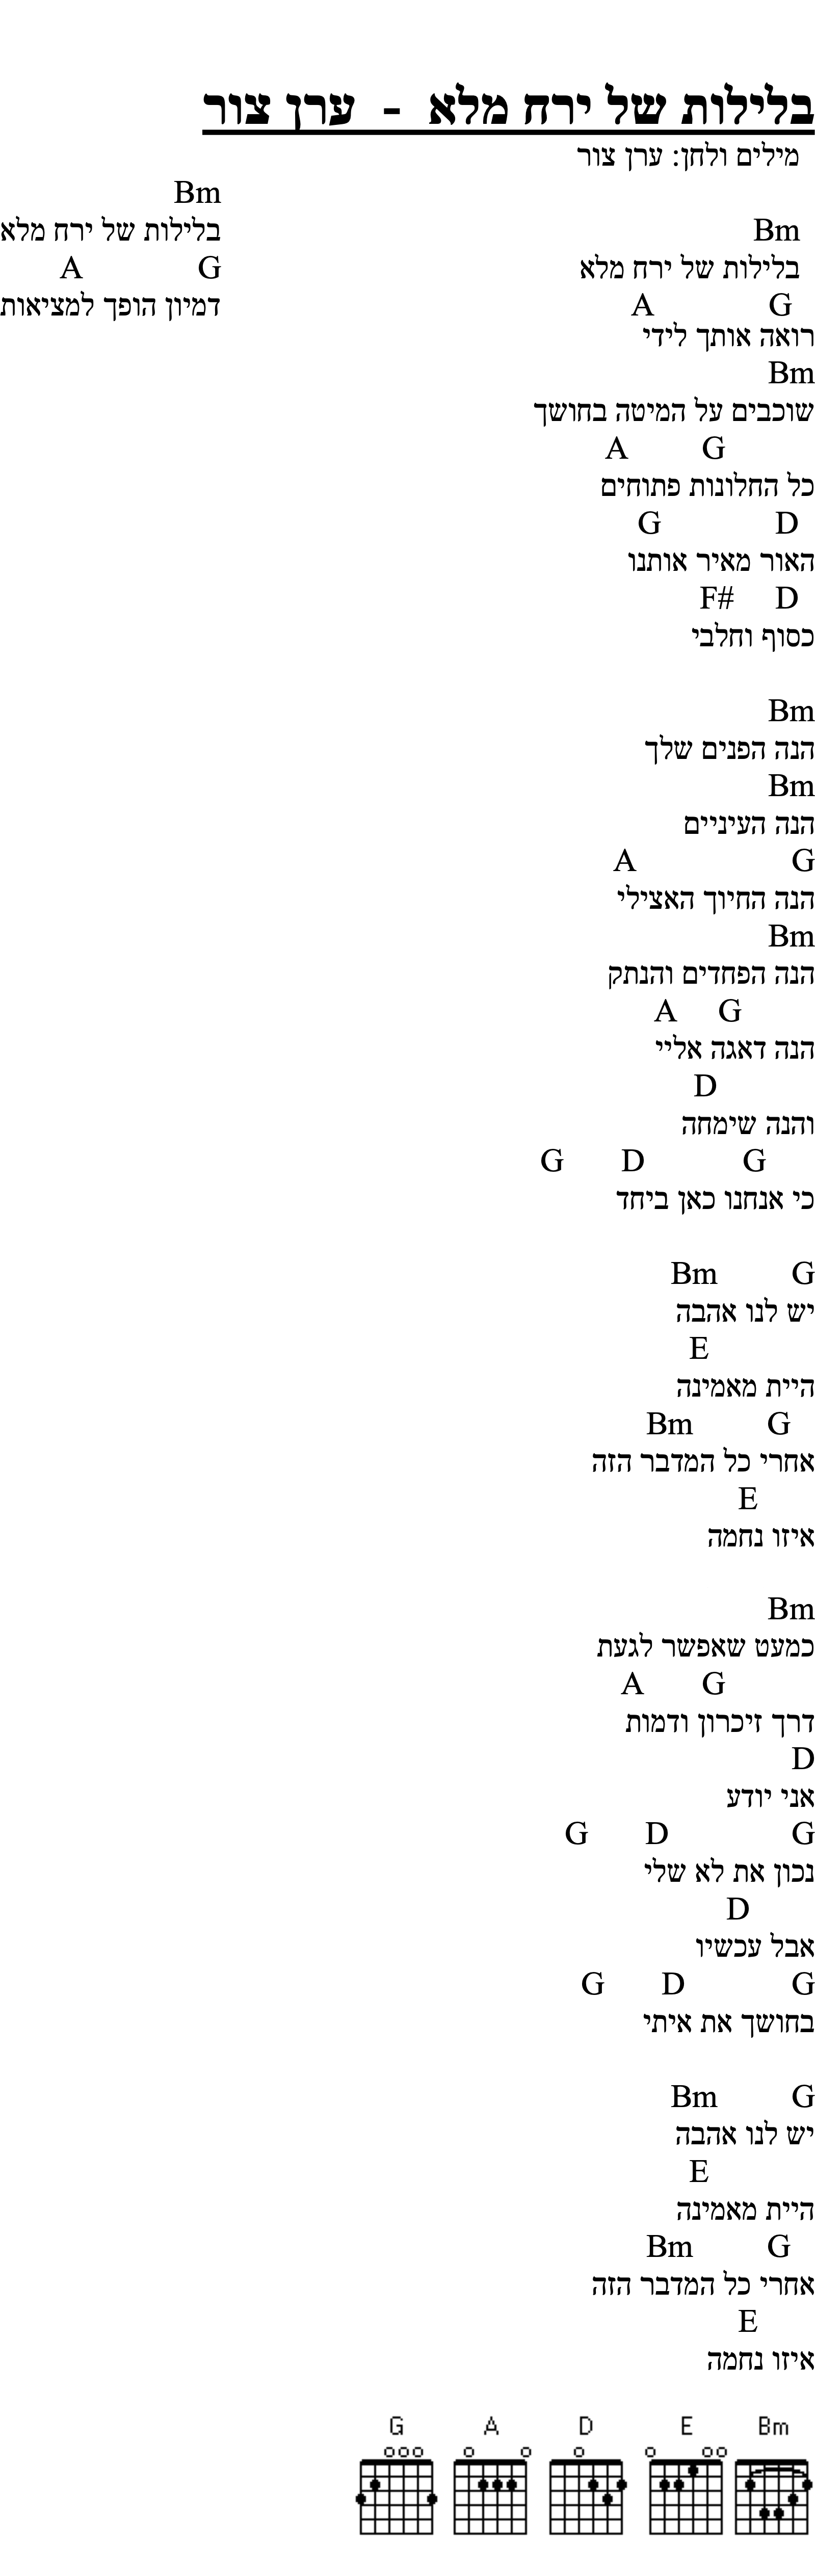 בלילות של ירח מלא - ערן צור
מילים ולחן: ערן צור
Bm
בלילות של ירח מלא
A G
רואה אותך לידי
Bm
שוכבים על המיטה בחושך
A G
כל החלונות פתוחים
G D
האור מאיר אותנו
F# D
כסוף וחלבי
Bm
הנה הפנים שלך
Bm
הנה העיניים
A G
הנה החיוך האצילי
Bm
הנה הפחדים והנתק
A G
הנה דאגה אליי
D
והנה שימחה
G D G
כי אנחנו כאן ביחד
Bm G
יש לנו אהבה
E
היית מאמינה
Bm G
אחרי כל המדבר הזה
E
איזו נחמה
Bm
כמעט שאפשר לגעת
A G
דרך זיכרון ודמות
D
אני יודע
G D G
נכון את לא שלי
D
אבל עכשיו
G D G
בחושך את איתי
Bm G
יש לנו אהבה
E
היית מאמינה
Bm G
אחרי כל המדבר הזה
E
איזו נחמה
Bm
בלילות של ירח מלא
A G
דמיון הופך למציאות
G A D E Bm